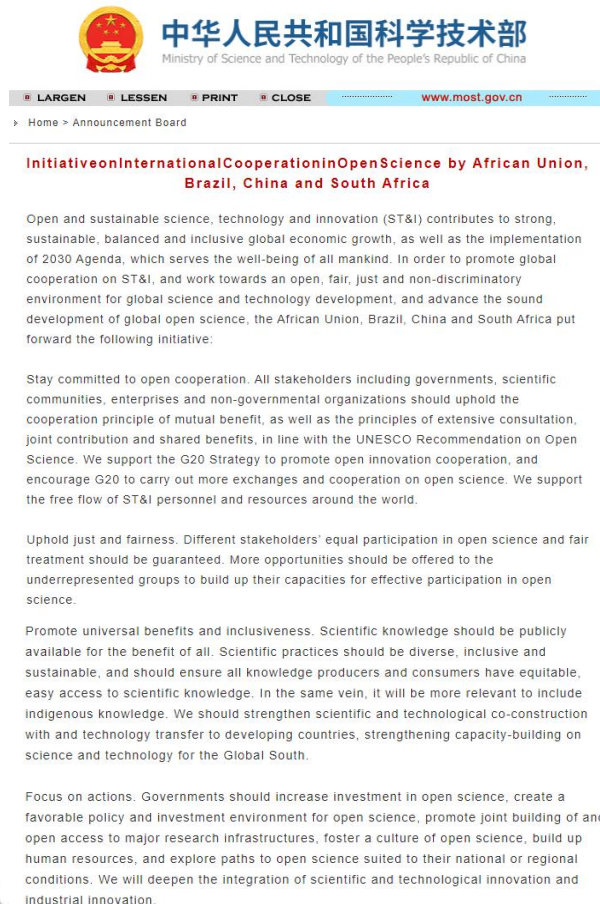 中华人民共和国科学技术部
Ministry of Science and Technology of the People's Republic of China
LARGEN LESSEN PRINT CLOSE www.most.gov.cn
Home > Announcement Board
InitiativeonInternationalCooperationinOpenScience by African Union,
Brazil, China and South Africa
Open and sustainable science, technology and innovation (ST&I) contributes to strong,
sustainable, balanced and inclusive global economic growth, as well as the implementation
of 2030 Agenda, which serves the well-being of all mankind. In order to promote global
cooperation on ST&I, and work towards an open, fair, just and non-discriminatory
environment for global science and technology development, and advance the sound
development of global open science, the African Union, Brazil, China and South Africa put
forward the following initiative:
Stay committed to open cooperation. All stakeholders including governments, scientific
communities, enterprises and non-governmental organizations should uphold the
cooperation principle of mutual benefit, as well as the principles of extensive consultation,
joint contribution and shared benefits, in line with the UNESCO Recommendation on Open
Science. We support the G20 Strategy to promote open innovation cooperation, and
encourage G20 to carry out more exchanges and cooperation on open science. We support
the free flow of ST&I personnel and resources around the world.
Uphold just and fairness. Different stakeholders' equal participation in open science and fair
treatment should be guaranteed. More opportunities should be offered to the
underrepresented groups to build up their capacities for effective participation in open
science.
Promote universal benefits and inclusiveness. Scientific knowledge should be publicly
available for the benefit of all. Scientific practices should be diverse, inclusive and
sustainable, and should ensure all knowledge producers and consumers have equitable,
easy access to scientific knowledge. In the same vein, it will be more relevant to include
indigenous knowledge. We should strengthen scientific and technological co-construction
with and technology transfer to developing countries, strengthening capacity-building on
science and technology for the Global South.
Focus on actions. Governments should increase investment in open science, create a
favorable policy and investment environment for open science, promote joint building of and
open access to major research infrastructures, foster a culture of open science, build up
human resources, and explore paths to open science suited to their national or regional
conditions. We will deepen the integration of scientific and technological innovation and
industrial innovation.